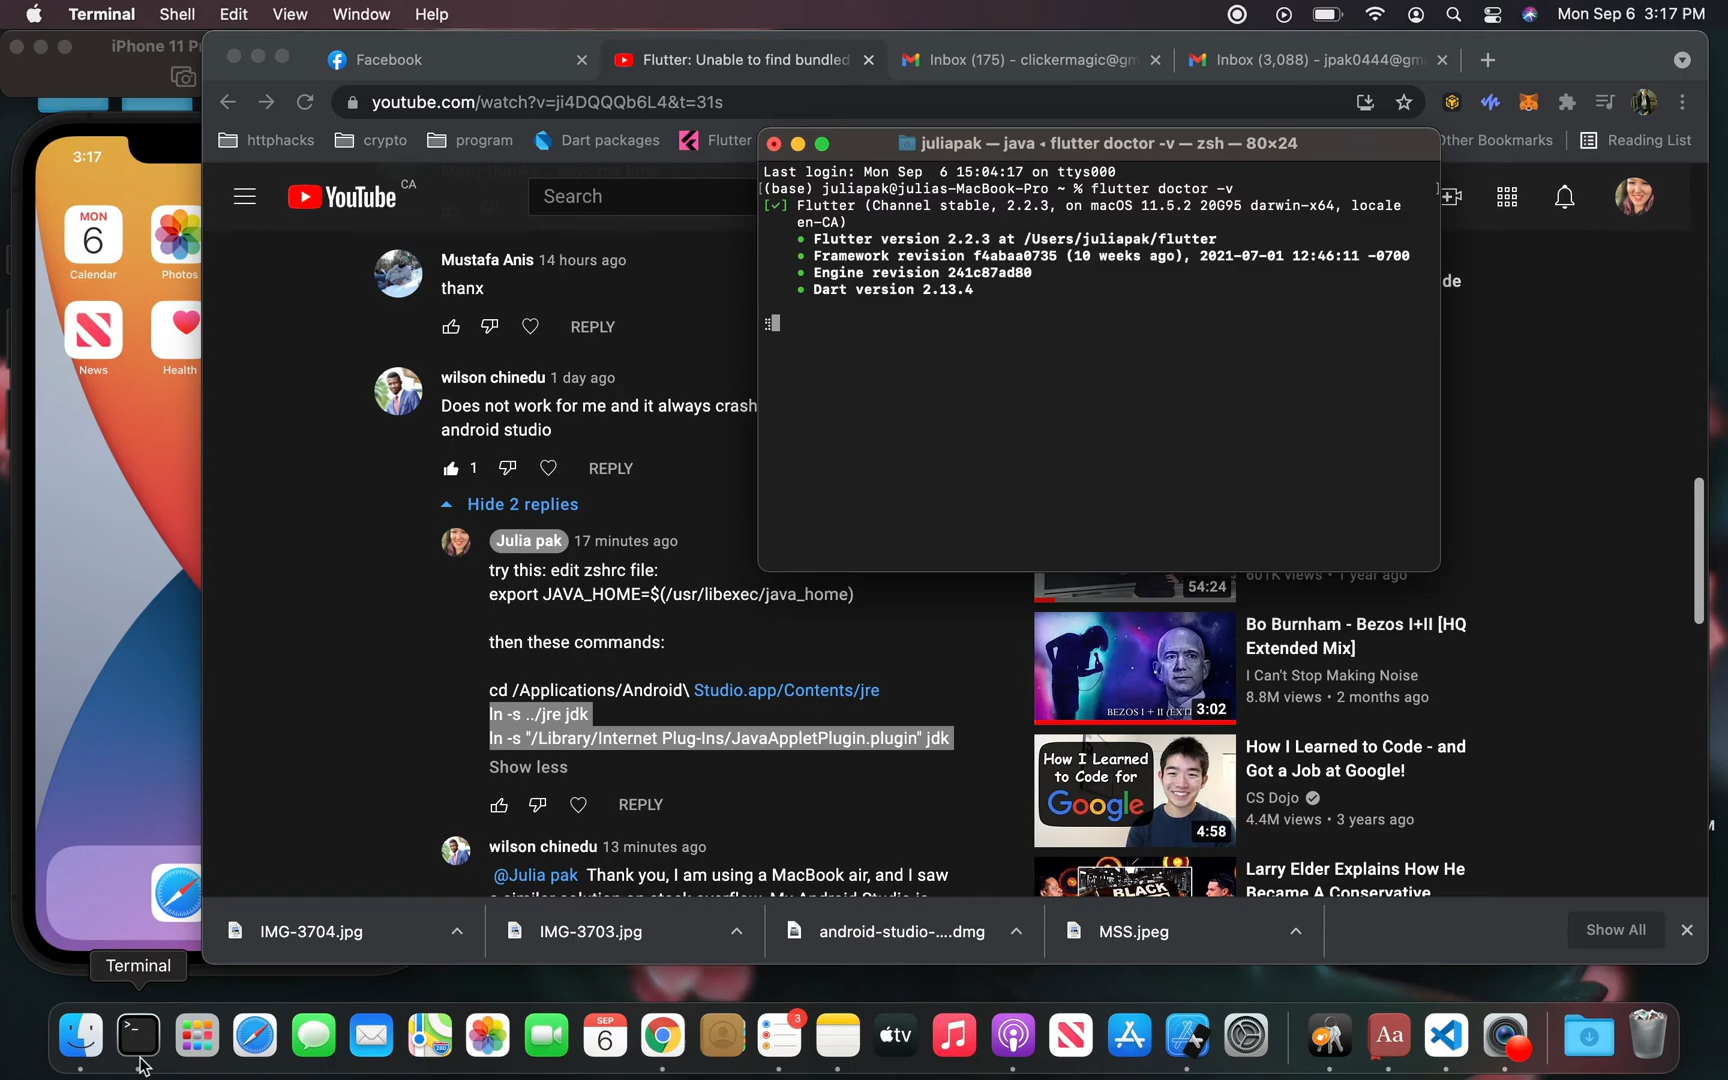 Terminal Shell Edit View Window Help
Mon Sep 6 3:17 PM
iPhone 11 P
Facebook
Flutter: Unable to find bundled
Inbox (175) - clickermagic@gm
Inbox (3,088) - jpak0444@gm
youtube.com/watch?v=ji4DQQQb6L4&t=31s
httphacks
crypto
program
Dart packages
Flutter
Other Bookmarks
Reading List
3:17
MON
6
Calendar
Photos
News
Health
YouTube CA
Search
juliapak — java ◂ flutter doctor -v — zsh — 80×24
Last login: Mon Sep  6 15:04:17 on ttys000
[(base) juliapak@julias-MacBook-Pro ~ % flutter doctor -v
[✓] Flutter (Channel stable, 2.2.3, on macOS 11.5.2 20G95 darwin-x64, locale
en-CA)
• Flutter version 2.2.3 at /Users/juliapak/flutter
• Framework revision f4abaa0735 (10 weeks ago), 2021-07-01 12:46:11 -0700
• Engine revision 241c87ad80
• Dart version 2.13.4
Mustafa Anis 14 hours ago
thanx
REPLY
wilson chinedu 1 day ago
Does not work for me and it always crash
android studio
1 REPLY
Hide 2 replies
Julia pak 17 minutes ago
try this: edit zshrc file:
export JAVA_HOME=$(/usr/libexec/java_home)
then these commands:
cd /Applications/Android\ Studio.app/Contents/jre
ln -s ../jre jdk
ln -s "/Library/Internet Plug-Ins/JavaAppletPlugin.plugin" jdk
Show less
REPLY
wilson chinedu 13 minutes ago
@Julia pak Thank you, I am using a MacBook air, and I saw
de
54:24
601K views • 1 year ago
BEZOS I + II (EXT
3:02
Bo Burnham - Bezos I+II [HQ
Extended Mix]
I Can't Stop Making Noise
8.8M views • 2 months ago
How I Learned
to Code for
Google
4:58
How I Learned to Code - and
Got a Job at Google!
CS Dojo
4.4M views • 3 years ago
BLACK
Larry Elder Explains How He
Became A Conservative
IMG-3704.jpg
IMG-3703.jpg
android-studio-....dmg
MSS.jpeg
Show All
Terminal
SEP
6
3
tv
Aa